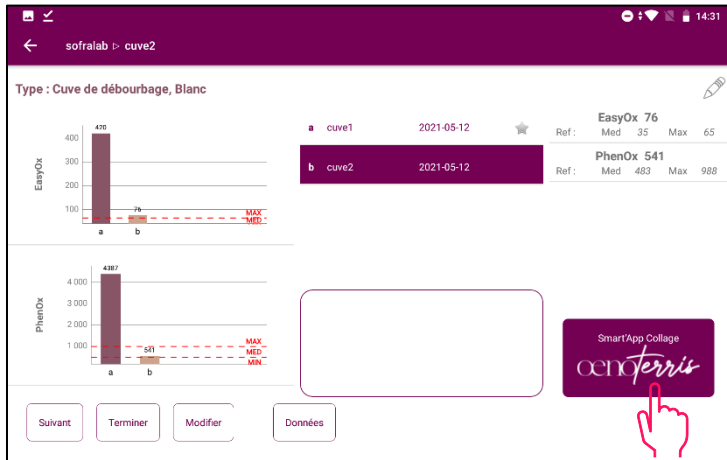 14:31
sofralab ▷ cuve2
Type : Cuve de débourbage, Blanc
EasyOx
400
300
200
100
420
76
MAX
MED
a b
PhenOx
4 000
3 000
2 000
1 000
4387
541
MAX
MED
MIN
a b
a cuve1 2021-05-12
b cuve2 2021-05-12
EasyOx 76
Ref : Med 35 Max 65
PhenOx 541
Ref : Med 483 Max 988
Smart'App Collage
oenoterris
Suivant
Terminer
Modifier
Données